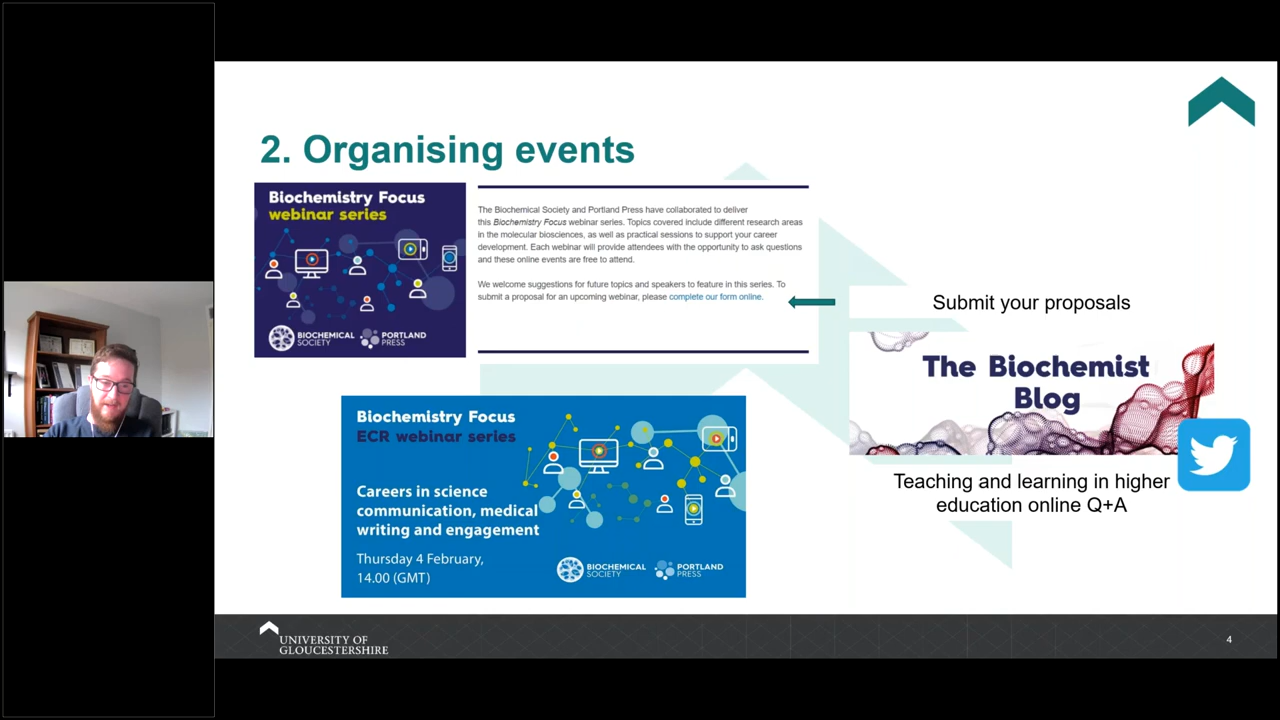 2. Organising events
Biochemistry Focus
webinar series
BIOCHEMICAL
SOCIETY
PORTLAND
PRESS
The Biochemical Society and Portland Press have collaborated to deliver
this Biochemistry Focus webinar series. Topics covered include different research areas
in the molecular biosciences, as well as practical sessions to support your career
development. Each webinar will provide attendees with the opportunity to ask questions
and these online events are free to attend.
We welcome suggestions for future topics and speakers to feature in this series. To
submit a proposal for an upcoming webinar, please complete our form online.
Submit your proposals
The Biochemist
Blog
Teaching and learning in higher
education online Q+A
Biochemistry Focus
ECR webinar series
Careers in science
communication, medical
writing and engagement
Thursday 4 February,
14.00 (GMT)
BIOCHEMICAL
SOCIETY
PORTLAND
PRESS
UNIVERSITY OF
GLOUCESTERSHIRE
4